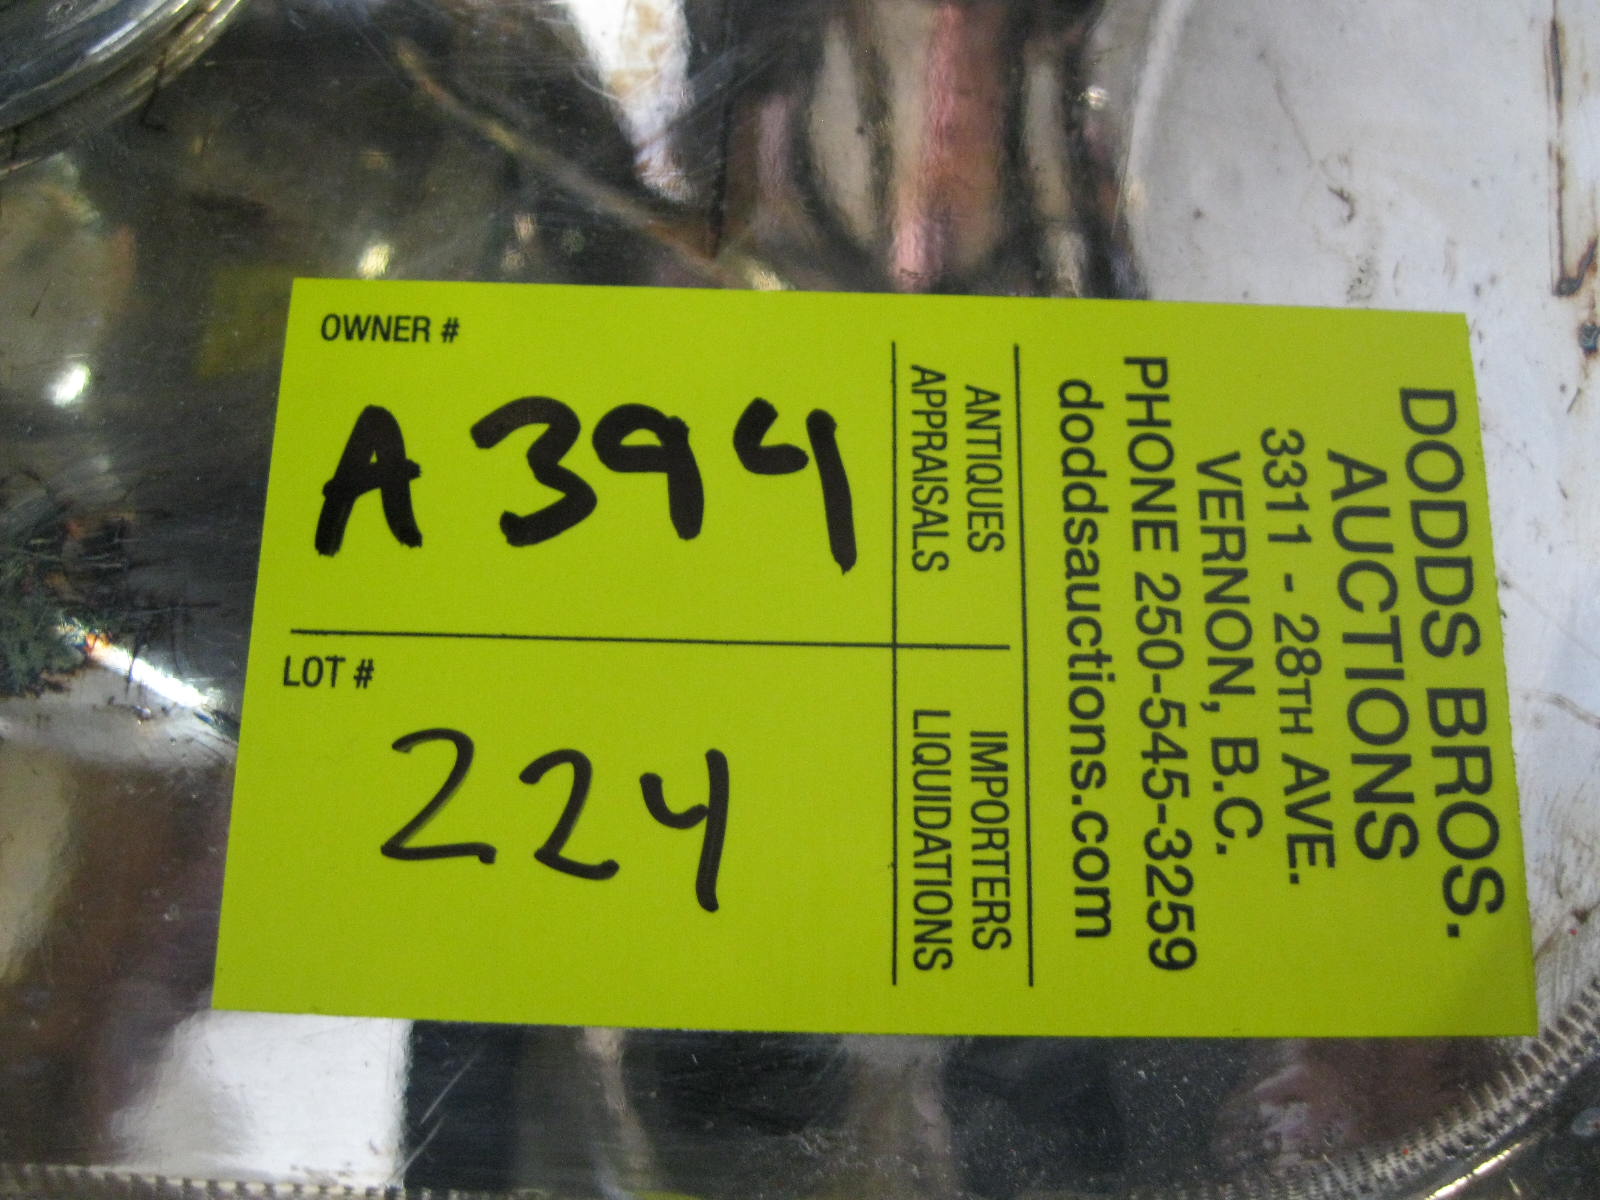 DODDS BROS.
AUCTIONS
3311 - 28TH AVE.
VERNON, B.C.
PHONE 250-545-3259
doddsauctions.com
ANTIQUES
APPRAISALS
IMPORTERS
LIQUIDATIONS
OWNER #
A394
LOT #
224